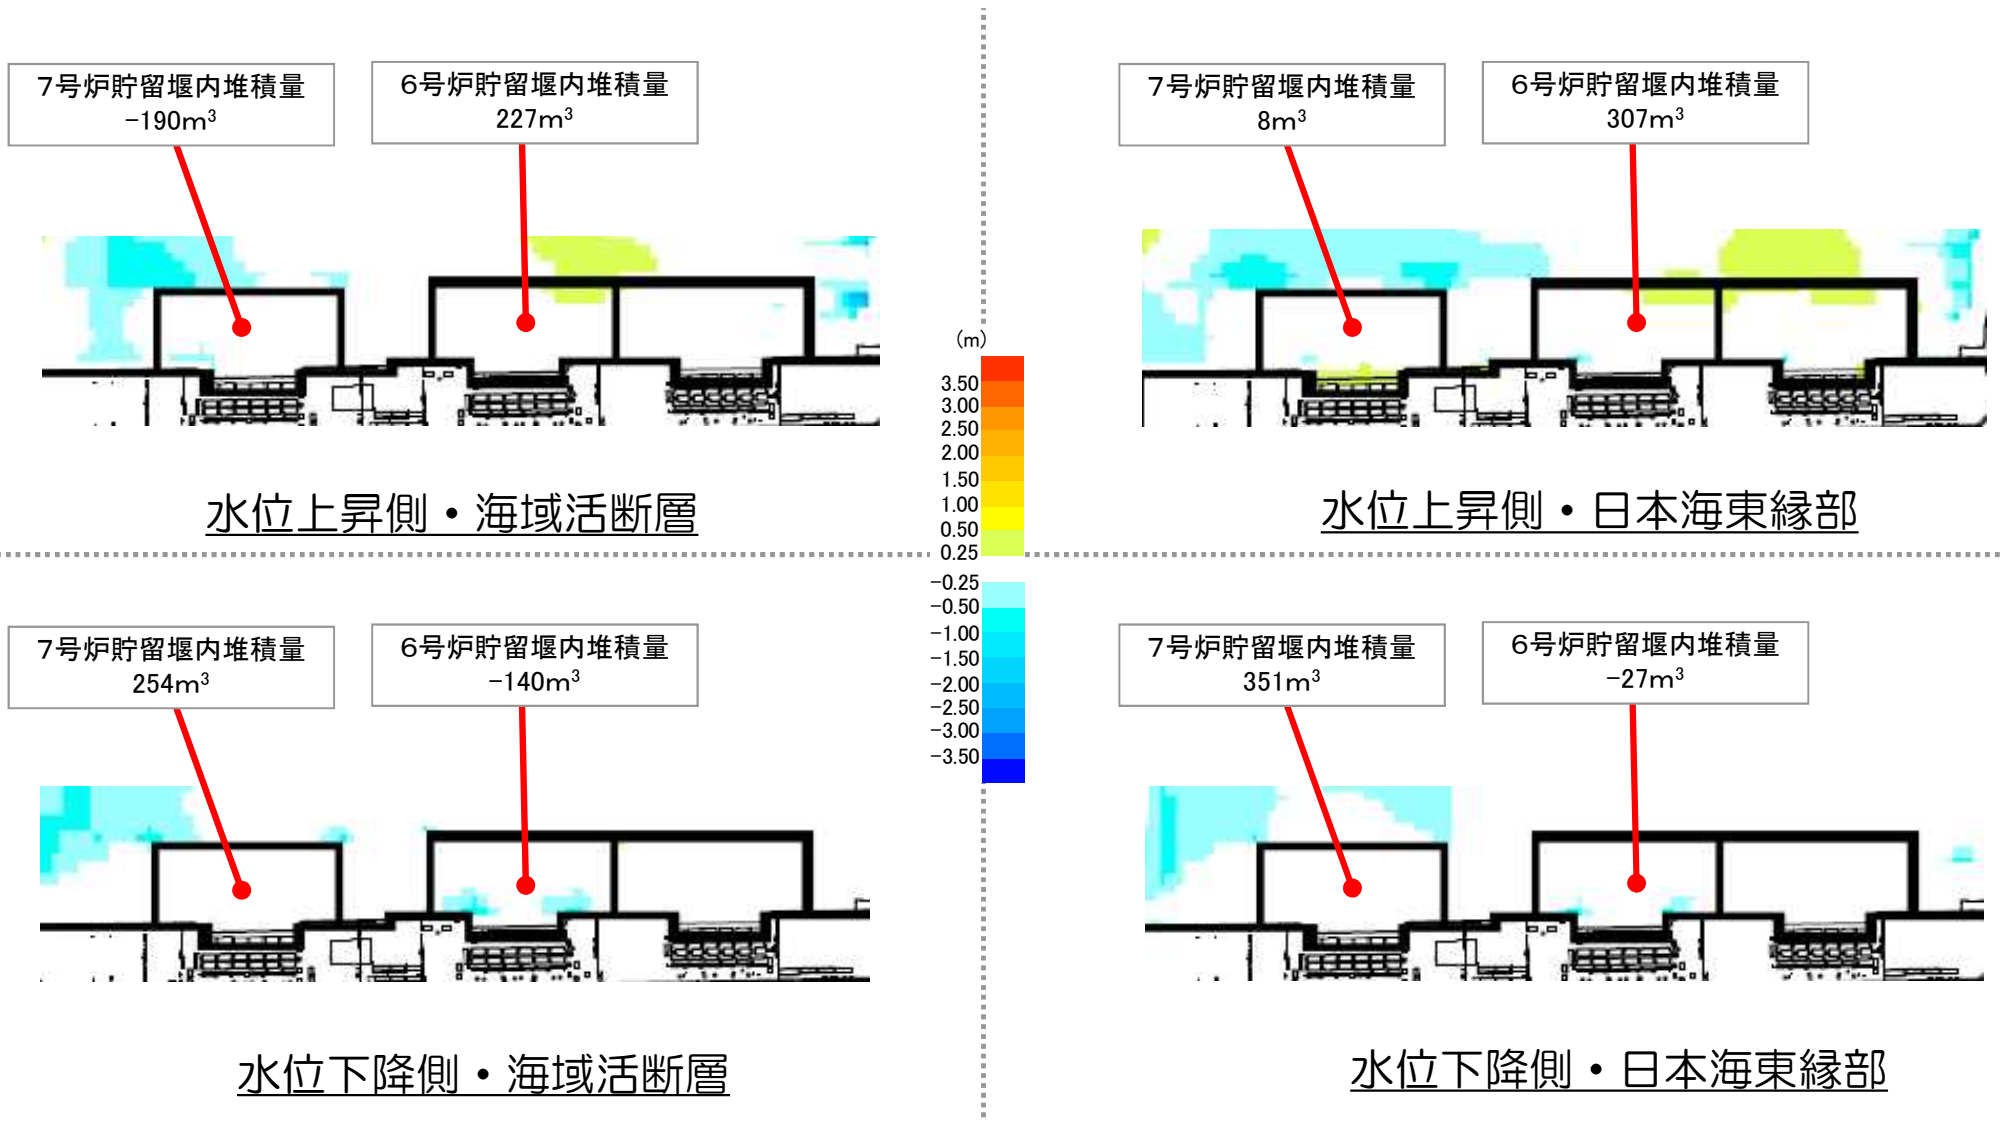 7号炉貯留堰内堆積量
-190m³
6号炉貯留堰内堆積量
227m³
水位上昇側・海域活断層
7号炉貯留堰内堆積量
8m³
6号炉貯留堰内堆積量
307m³
水位上昇側・日本海東縁部
(m)
3.50
3.00
2.50
2.00
1.50
1.00
0.50
0.25
-0.25
-0.50
-1.00
-1.50
-2.00
-2.50
-3.00
-3.50
7号炉貯留堰内堆積量
254m³
6号炉貯留堰内堆積量
-140m³
水位下降側・海域活断層
7号炉貯留堰内堆積量
351m³
6号炉貯留堰内堆積量
-27m³
水位下降側・日本海東縁部